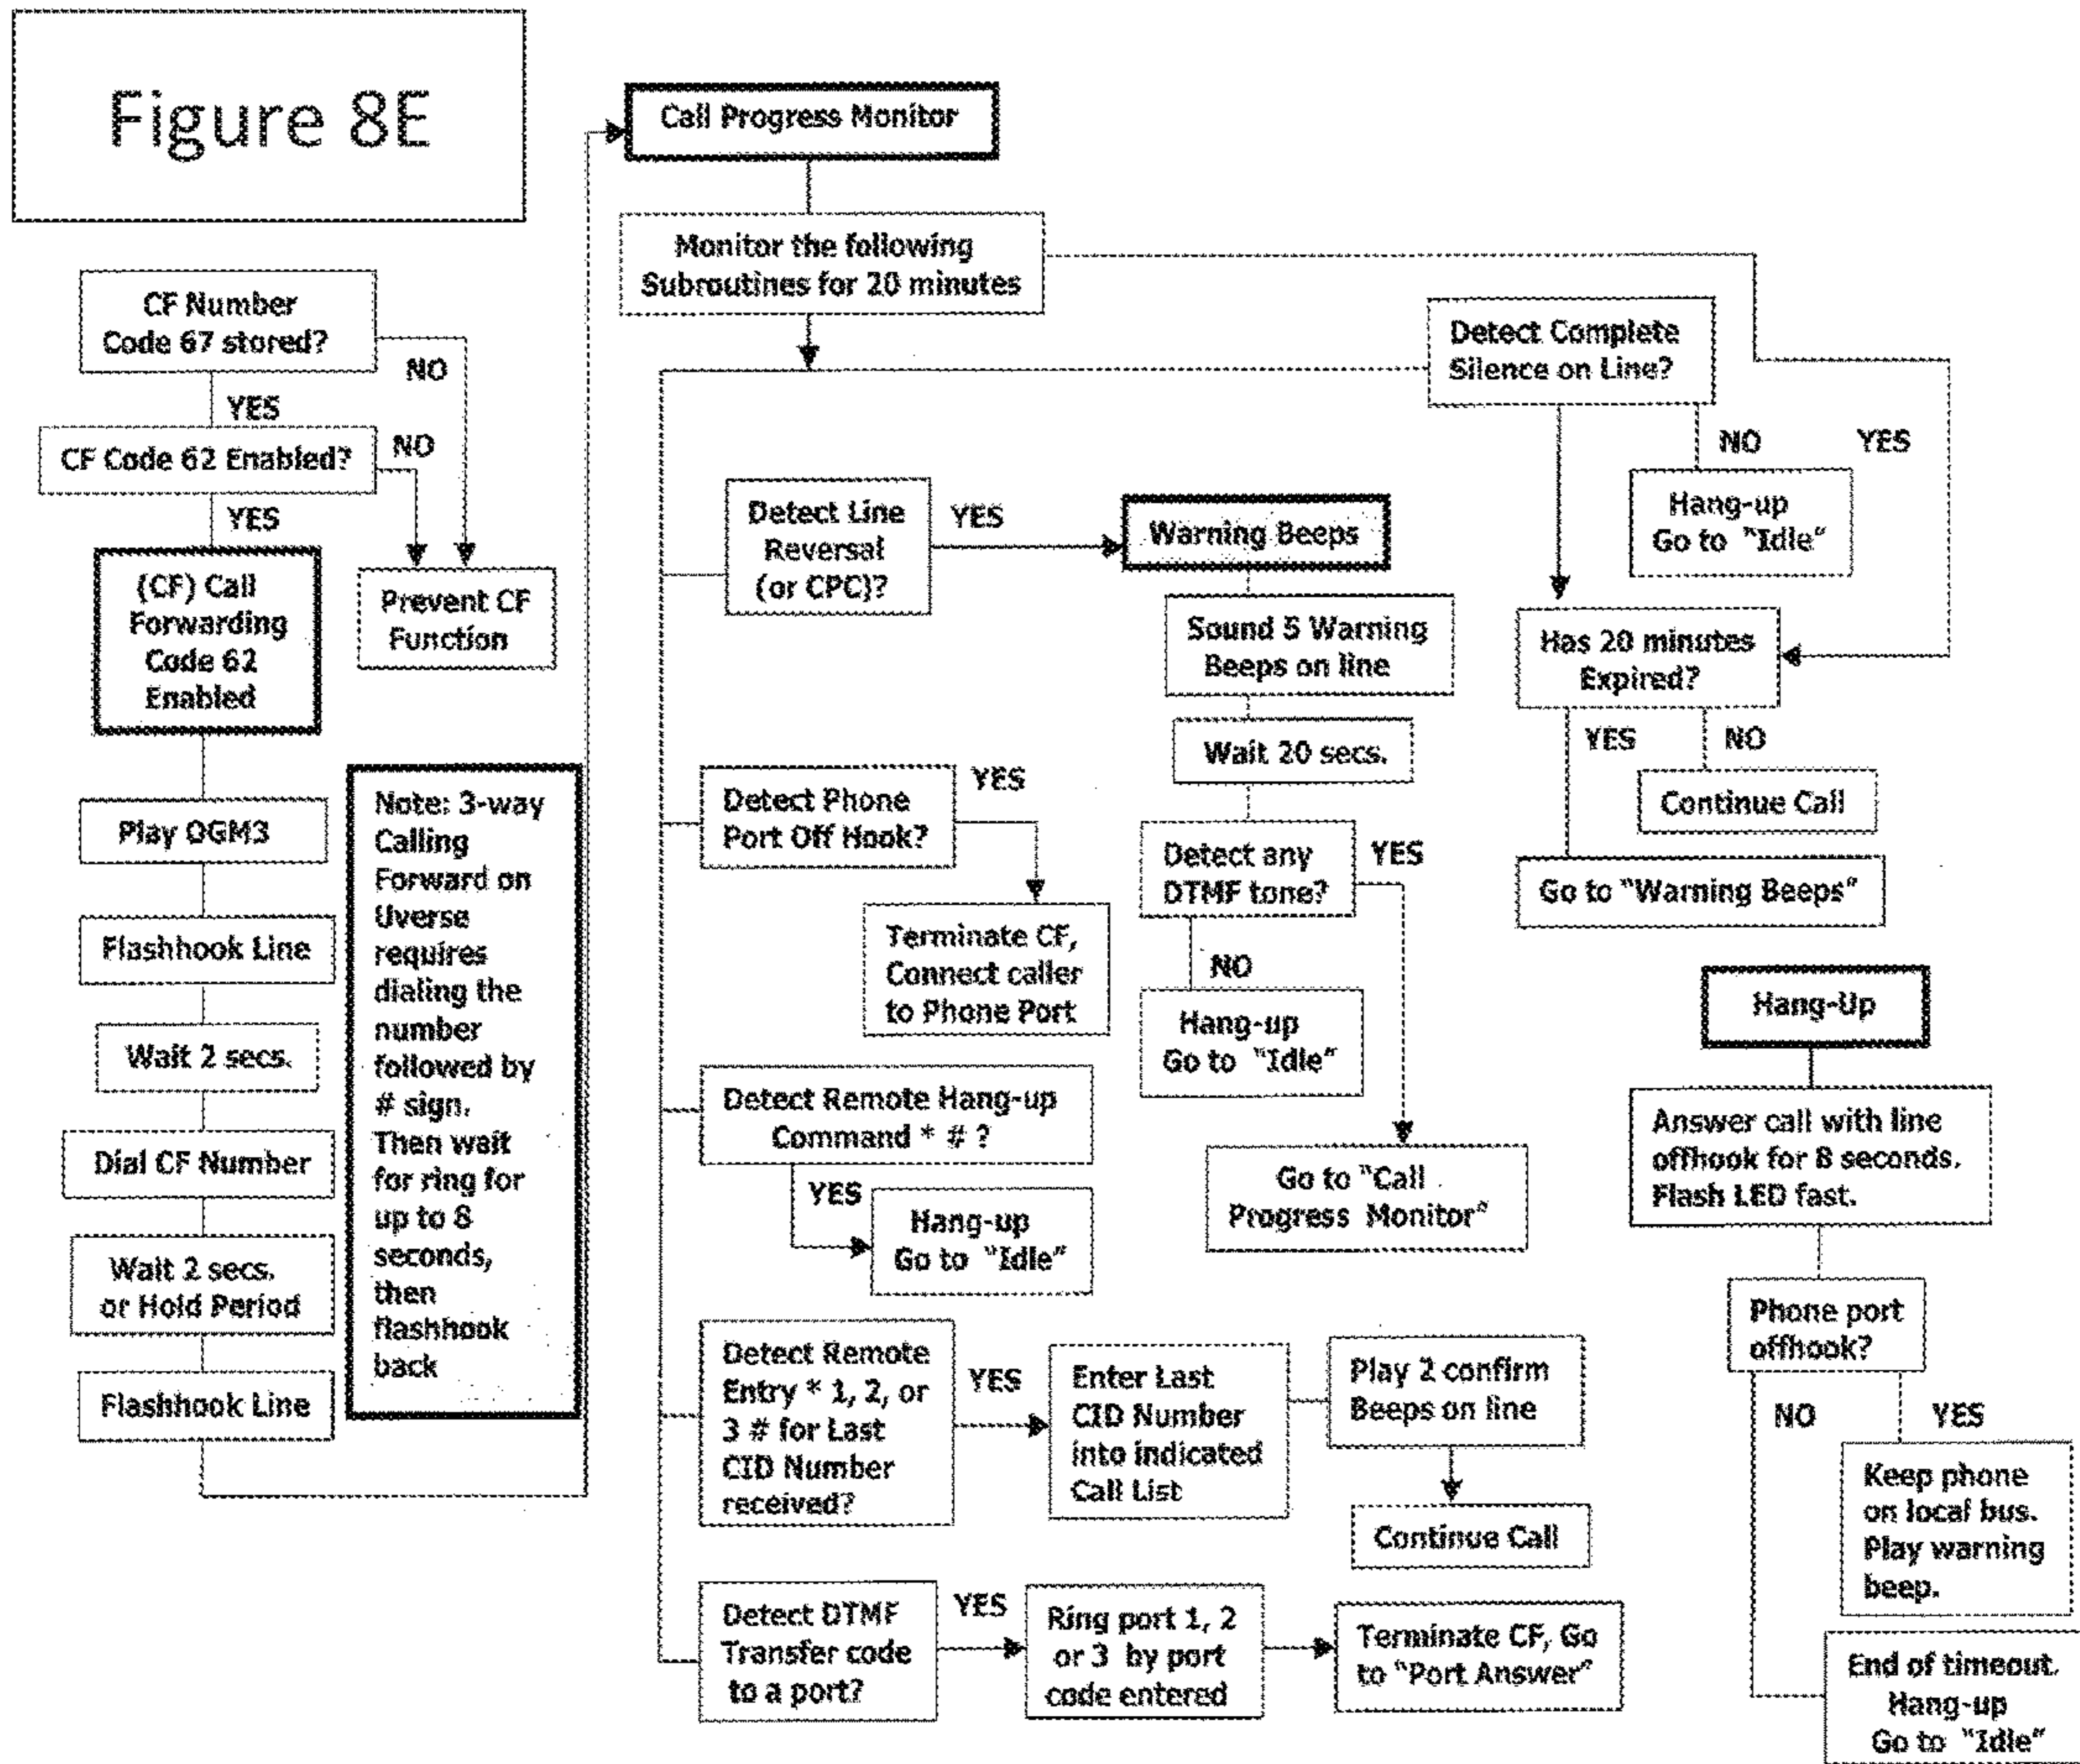 Figure 8E
CF Number
Code 67 stored?
NO
YES
CF Code 62 Enabled?
NO
YES
(CF) Call
Forwarding
Code 62
Enabled
Prevent CF
Function
Play OGM3
Flashhook Line
Wait 2 secs.
Dial CF Number
Wait 2 secs.
or Hold Period
Flashhook Line
Note: 3-way
Calling
Forward on
Uverse
requires
dialing the
number
followed by
# sign.
Then wait
for ring for
up to 8
seconds,
then
flashhook
back
Call Progress Monitor
Monitor the following
Subroutines for 20 minutes
Detect Complete
Silence on Line?
NO
YES
Hang-up
Go to "Idle"
Has 20 minutes
Expired?
YES
NO
Continue Call
Go to "Warning Beeps"
Detect Line
Reversal
(or CPC)?
YES
Warning Beeps
Sound 5 Warning
Beeps on line
Wait 20 secs.
Detect any
DTMF tone?
YES
NO
Hang-up
Go to "Idle"
Go to "Call
Progress Monitor"
Detect Phone
Port Off Hook?
YES
Terminate CF,
Connect caller
to Phone Port
Detect Remote Hang-up
Command * # ?
YES
Hang-up
Go to "Idle"
Detect Remote
Entry * 1, 2, or
3 # for Last
CID Number
received?
YES
Enter Last
CID Number
into indicated
Call List
Play 2 confirm
Beeps on line
Continue Call
Detect DTMF
Transfer code
to a port?
YES
Ring port 1, 2
or 3 by port
code entered
Terminate CF, Go
to "Port Answer"
Hang-Up
Answer call with line
offhook for 8 seconds.
Flash LED fast.
Phone port
offhook?
NO
YES
Keep phone
on local bus.
Play warning
beep.
End of timeout.
Hang-up
Go to "Idle"